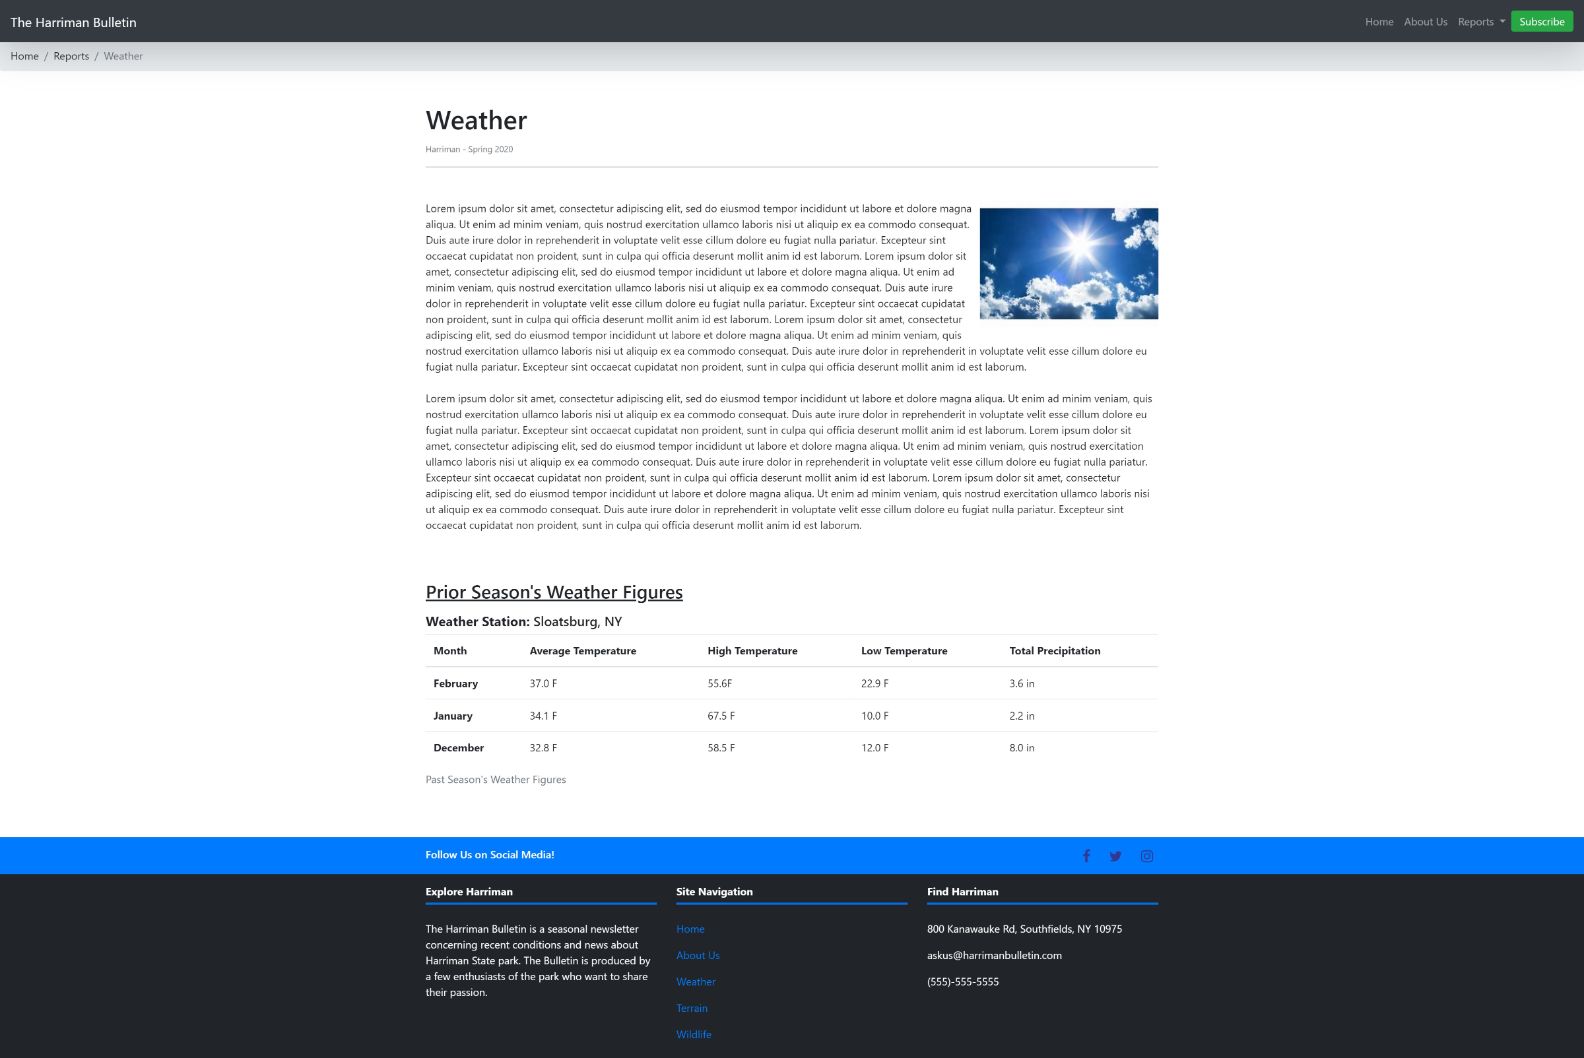 The Harriman Bulletin
Home About Us Reports Subscribe
Home / Reports / Weather
Weather
Harriman - Spring 2020
Lorem ipsum dolor sit amet, consectetur adipiscing elit, sed do eiusmod tempor incididunt ut labore et dolore magna
aliqua. Ut enim ad minim veniam, quis nostrud exercitation ullamco laboris nisi ut aliquip ex ea commodo consequat.
Duis aute irure dolor in reprehenderit in voluptate velit esse cillum dolore eu fugiat nulla pariatur. Excepteur sint
occaecat cupidatat non proident, sunt in culpa qui officia deserunt mollit anim id est laborum. Lorem ipsum dolor sit
amet, consectetur adipiscing elit, sed do eiusmod tempor incididunt ut labore et dolore magna aliqua. Ut enim ad
minim veniam, quis nostrud exercitation ullamco laboris nisi ut aliquip ex ea commodo consequat. Duis aute irure
dolor in reprehenderit in voluptate velit esse cillum dolore eu fugiat nulla pariatur. Excepteur sint occaecat cupidatat
non proident, sunt in culpa qui officia deserunt mollit anim id est laborum. Lorem ipsum dolor sit amet, consectetur
adipiscing elit, sed do eiusmod tempor incididunt ut labore et dolore magna aliqua. Ut enim ad minim veniam, quis
nostrud exercitation ullamco laboris nisi ut aliquip ex ea commodo consequat. Duis aute irure dolor in reprehenderit in voluptate velit esse cillum dolore eu
fugiat nulla pariatur. Excepteur sint occaecat cupidatat non proident, sunt in culpa qui officia deserunt mollit anim id est laborum.
Lorem ipsum dolor sit amet, consectetur adipiscing elit, sed do eiusmod tempor incididunt ut labore et dolore magna aliqua. Ut enim ad minim veniam, quis
nostrud exercitation ullamco laboris nisi ut aliquip ex ea commodo consequat. Duis aute irure dolor in reprehenderit in voluptate velit esse cillum dolore eu
fugiat nulla pariatur. Excepteur sint occaecat cupidatat non proident, sunt in culpa qui officia deserunt mollit anim id est laborum. Lorem ipsum dolor sit
amet, consectetur adipiscing elit, sed do eiusmod tempor incididunt ut labore et dolore magna aliqua. Ut enim ad minim veniam, quis nostrud exercitation
ullamco laboris nisi ut aliquip ex ea commodo consequat. Duis aute irure dolor in reprehenderit in voluptate velit esse cillum dolore eu fugiat nulla pariatur.
Excepteur sint occaecat cupidatat non proident, sunt in culpa qui officia deserunt mollit anim id est laborum. Lorem ipsum dolor sit amet, consectetur
adipiscing elit, sed do eiusmod tempor incididunt ut labore et dolore magna aliqua. Ut enim ad minim veniam, quis nostrud exercitation ullamco laboris nisi
ut aliquip ex ea commodo consequat. Duis aute irure dolor in reprehenderit in voluptate velit esse cillum dolore eu fugiat nulla pariatur. Excepteur sint
occaecat cupidatat non proident, sunt in culpa qui officia deserunt mollit anim id est laborum.
Prior Season's Weather Figures
Weather Station: Sloatsburg, NY
Month Average Temperature High Temperature Low Temperature Total Precipitation
February 37.0 F 55.6F 22.9 F 3.6 in
January 34.1 F 67.5 F 10.0 F 2.2 in
December 32.8 F 58.5 F 12.0 F 8.0 in
Past Season's Weather Figures
Follow Us on Social Media!
Explore Harriman
The Harriman Bulletin is a seasonal newsletter
concerning recent conditions and news about
Harriman State park. The Bulletin is produced by
a few enthusiasts of the park who want to share
their passion.
Site Navigation
Home
About Us
Weather
Terrain
Wildlife
Find Harriman
800 Kanawauke Rd, Southfields, NY 10975
askus@harrimanbulletin.com
(555)-555-5555